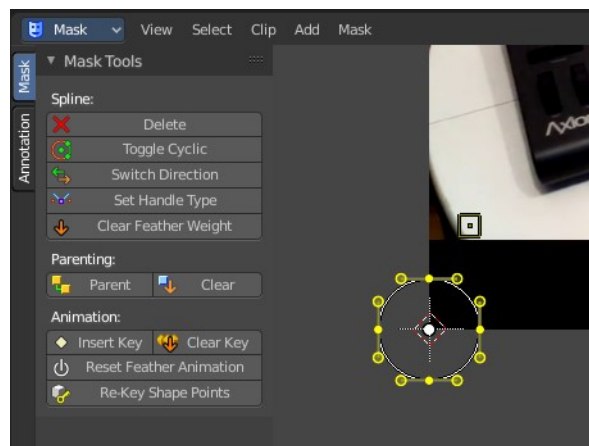 Mask View Select Clip Add Mask
Mask
Annotation
Mask Tools
Spline:
Delete
Toggle Cyclic
Switch Direction
Set Handle Type
Clear Feather Weight
Parenting:
Parent Clear
Animation:
Insert Key Clear Key
Reset Feather Animation
Re-Key Shape Points